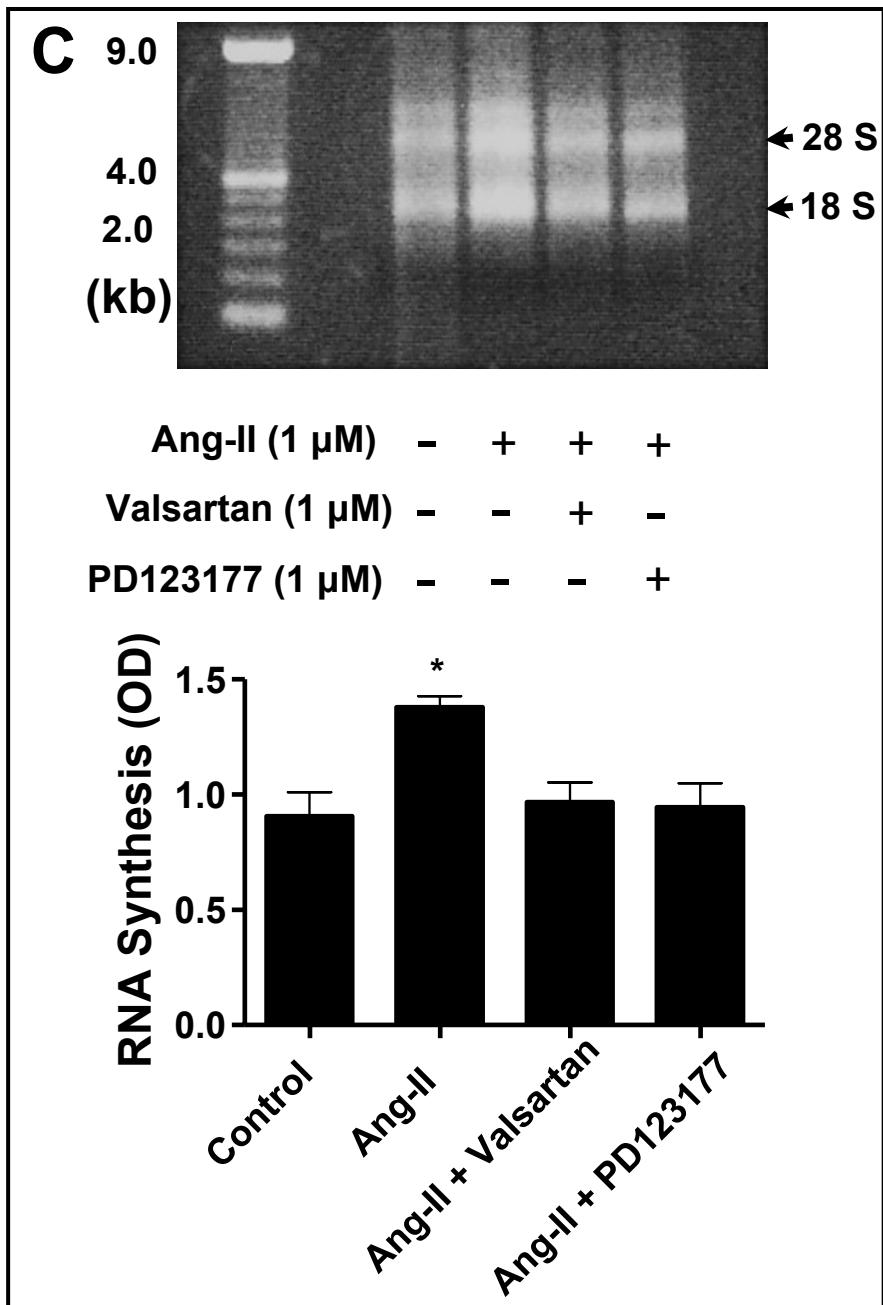 C
9.0
4.0
2.0
(kb)
28 S
18 S
Ang-II (1 µM) - + + +
Valsartan (1 µM) - - + -
PD123177 (1 µM) - - - +
RNA Synthesis (OD)
*
1.5
1.0
0.5
0.0
Control
Ang-II
Ang-II + Valsartan
Ang-II + PD123177